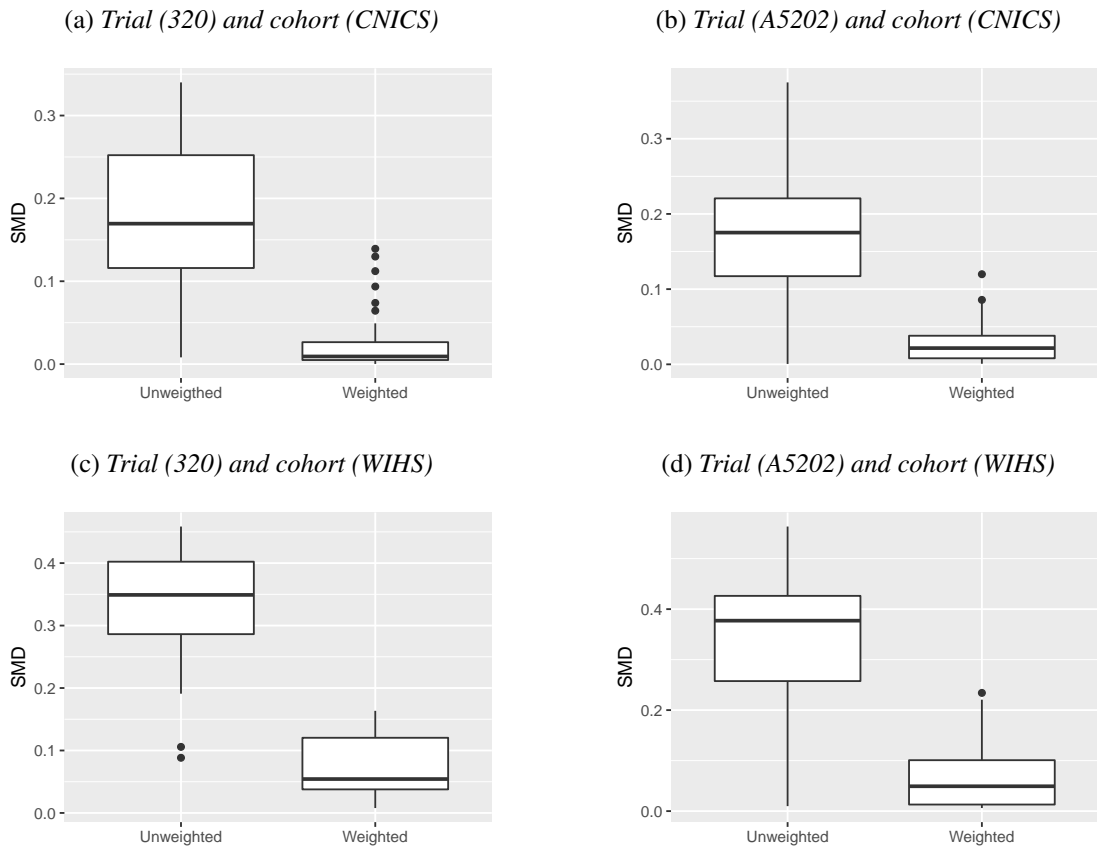 (a) Trial (320) and cohort (CNICS)
(b) Trial (A5202) and cohort (CNICS)
SMD
0.3
0.2
0.1
0.0
Unweigthed
Weighted
SMD
0.3
0.2
0.1
0.0
Unweighted
Weighted
(c) Trial (320) and cohort (WIHS)
(d) Trial (A5202) and cohort (WIHS)
SMD
0.4
0.3
0.2
0.1
0.0
Unweighted
Weighted
SMD
0.4
0.2
0.0
Unweighted
Weighted